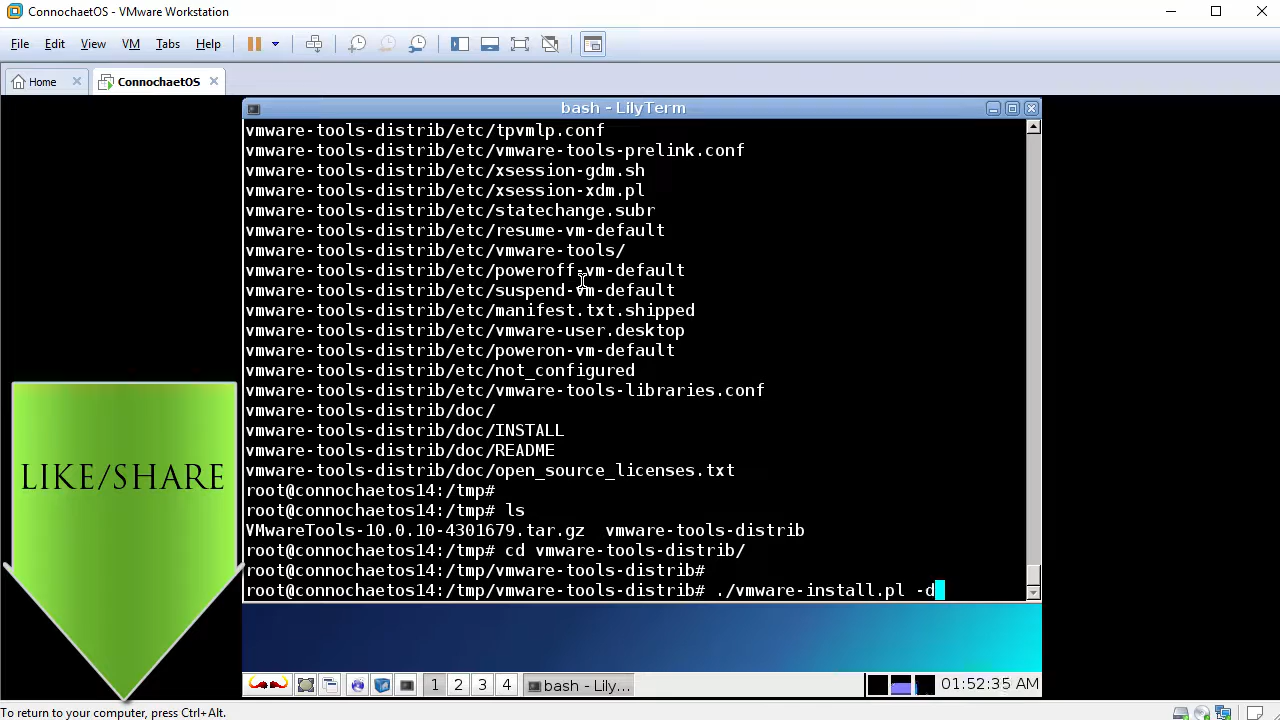 ConnochaetOS - VMware Workstation
File Edit View VM Tabs Help
Home ConnochaetOS
bash - LilyTerm
vmware-tools-distrib/etc/tpvmlp.conf
vmware-tools-distrib/etc/vmware-tools-prelink.conf
vmware-tools-distrib/etc/xsession-gdm.sh
vmware-tools-distrib/etc/xsession-xdm.pl
vmware-tools-distrib/etc/statechange.subr
vmware-tools-distrib/etc/resume-vm-default
vmware-tools-distrib/etc/vmware-tools/
vmware-tools-distrib/etc/poweroff-vm-default
vmware-tools-distrib/etc/suspend-vm-default
vmware-tools-distrib/etc/manifest.txt.shipped
vmware-tools-distrib/etc/vmware-user.desktop
vmware-tools-distrib/etc/poweron-vm-default
vmware-tools-distrib/etc/not_configured
vmware-tools-distrib/etc/vmware-tools-libraries.conf
vmware-tools-distrib/doc/
vmware-tools-distrib/doc/INSTALL
vmware-tools-distrib/doc/README
vmware-tools-distrib/doc/open_source_licenses.txt
root@connochaetos14:/tmp#
root@connochaetos14:/tmp# ls
VMwareTools-10.0.10-4301679.tar.gz  vmware-tools-distrib
root@connochaetos14:/tmp# cd vmware-tools-distrib/
root@connochaetos14:/tmp/vmware-tools-distrib#
root@connochaetos14:/tmp/vmware-tools-distrib# ./vmware-install.pl -d
LIKE/SHARE
1 2 3 4 bash - Lily... 01:52:35 AM
To return to your computer, press Ctrl+Alt.